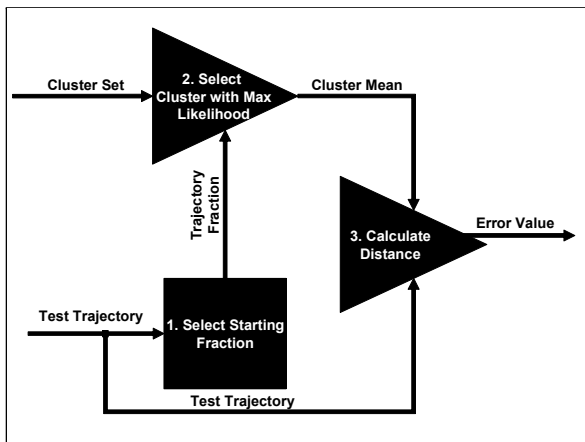 2. Select
Cluster with Max
Likelihood
Cluster Set
Cluster Mean
Trajectory
Fraction
3. Calculate
Distance
Error Value
Test Trajectory
1. Select Starting
Fraction
Test Trajectory